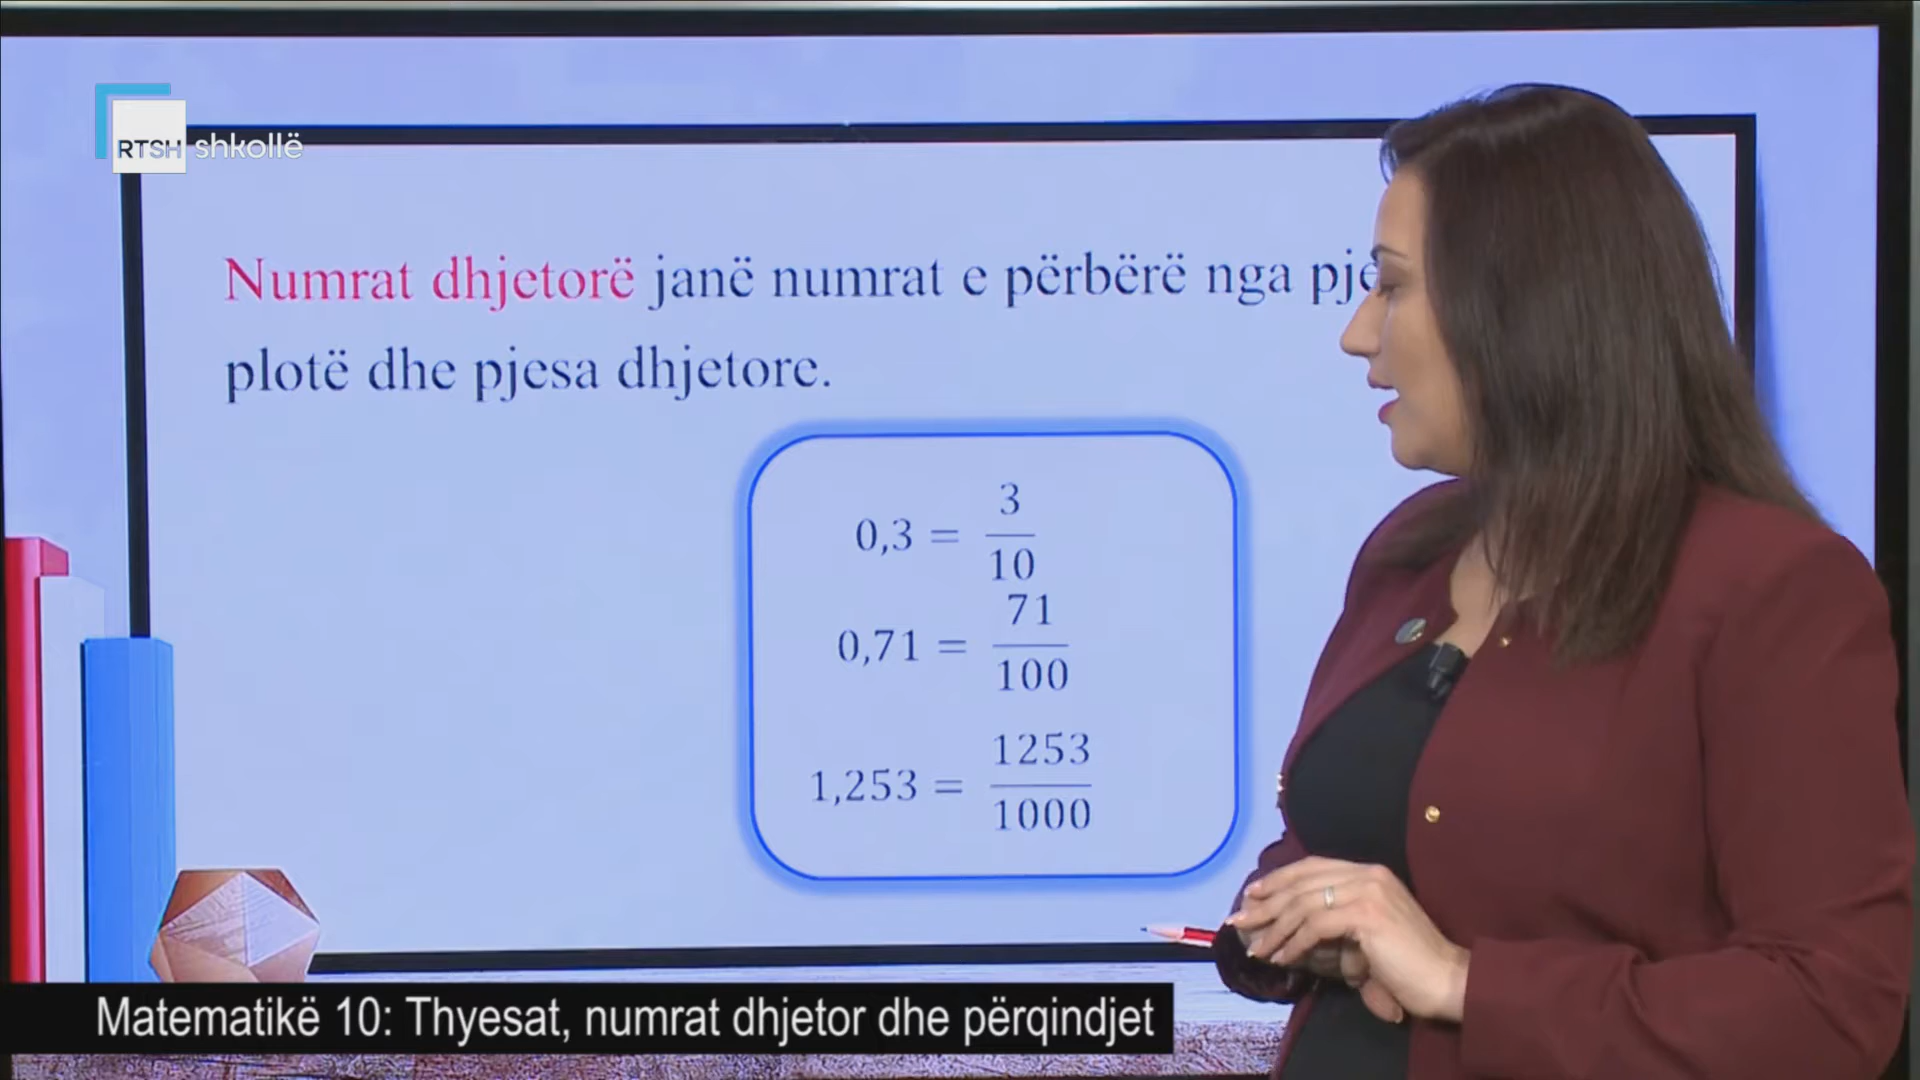 RTSH shkollë
Numrat dhjetorë janë numrat e përbërë nga
plotë dhe pjesa dhjetore.
0,3 = 3/10
0,71 = 71/100
1,253 = 1253/1000
Matematikë 10: Thyesat, numrat dhjetor dhe përqindjet